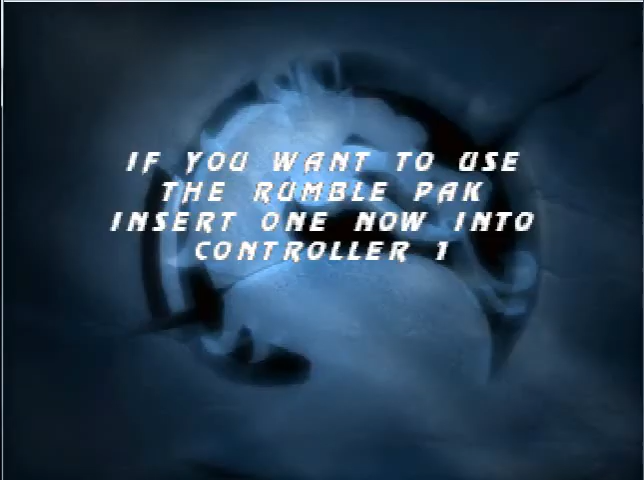 IF YOU WANT TO USE
THE RUMBLE PAK
INSERT ONE NOW INTO
CONTROLLER 1